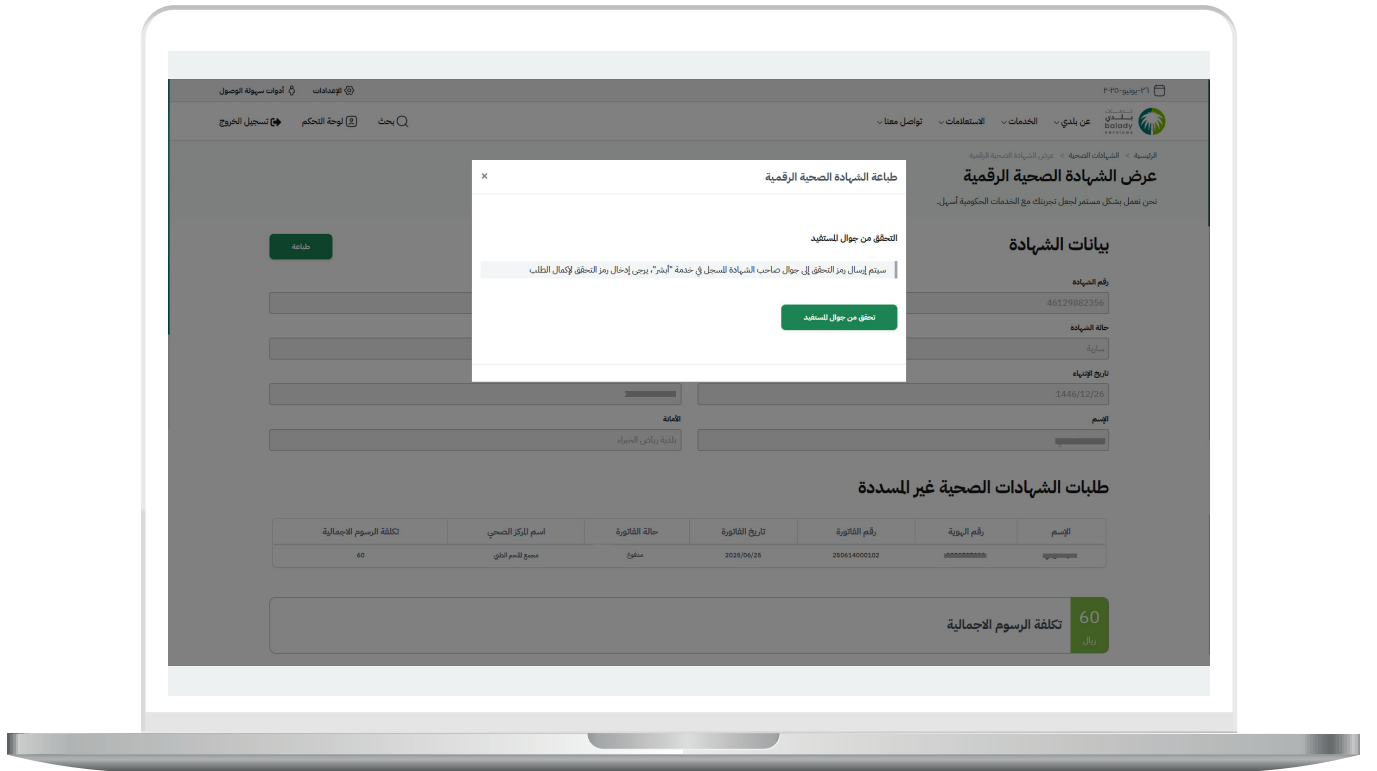 ٢٦-يونيو-٢٠٢٥
الإعدادات
أدوات سهولة الوصول
بلــدي
balady
services
عن بلدي
الخدمات
الاستعلامات
تواصل معنا
بحث
لوحة التحكم
تسجيل الخروج
الرئيسية > الشهادات الصحية > عرض الشهادة الصحية الرقمية
عرض الشهادة الصحية الرقمية
نحن نعمل بشكل مستمر لجعل تجربتك مع الخدمات الحكومية أسهل.
طباعة الشهادة الصحية الرقمية
×
التحقق من جوال المستفيد
سيتم إرسال رمز التحقق إلى جوال صاحب الشهادة المسجل في خدمة "أبشر"، يرجى إدخال رمز التحقق لإكمال الطلب
تحقق من جوال المستفيد
بيانات الشهادة
طباعة
رقم الشهادة
46129882356
حالة الشهادة
سارية
تاريخ الإنتهاء
1446/12/26
الإسم
الأمانة
بلدية رياض الخبراء
طلبات الشهادات الصحية غير المسددة
الإسم رقم الهوية رقم الفاتورة تاريخ الفاتورة حالة الفاتورة اسم المركز الصحي تكلفة الرسوم الاجمالية
250614000102 2025/06/25 مدفوع مجمع الطبي 60
60
ريال
تكلفة الرسوم الاجمالية